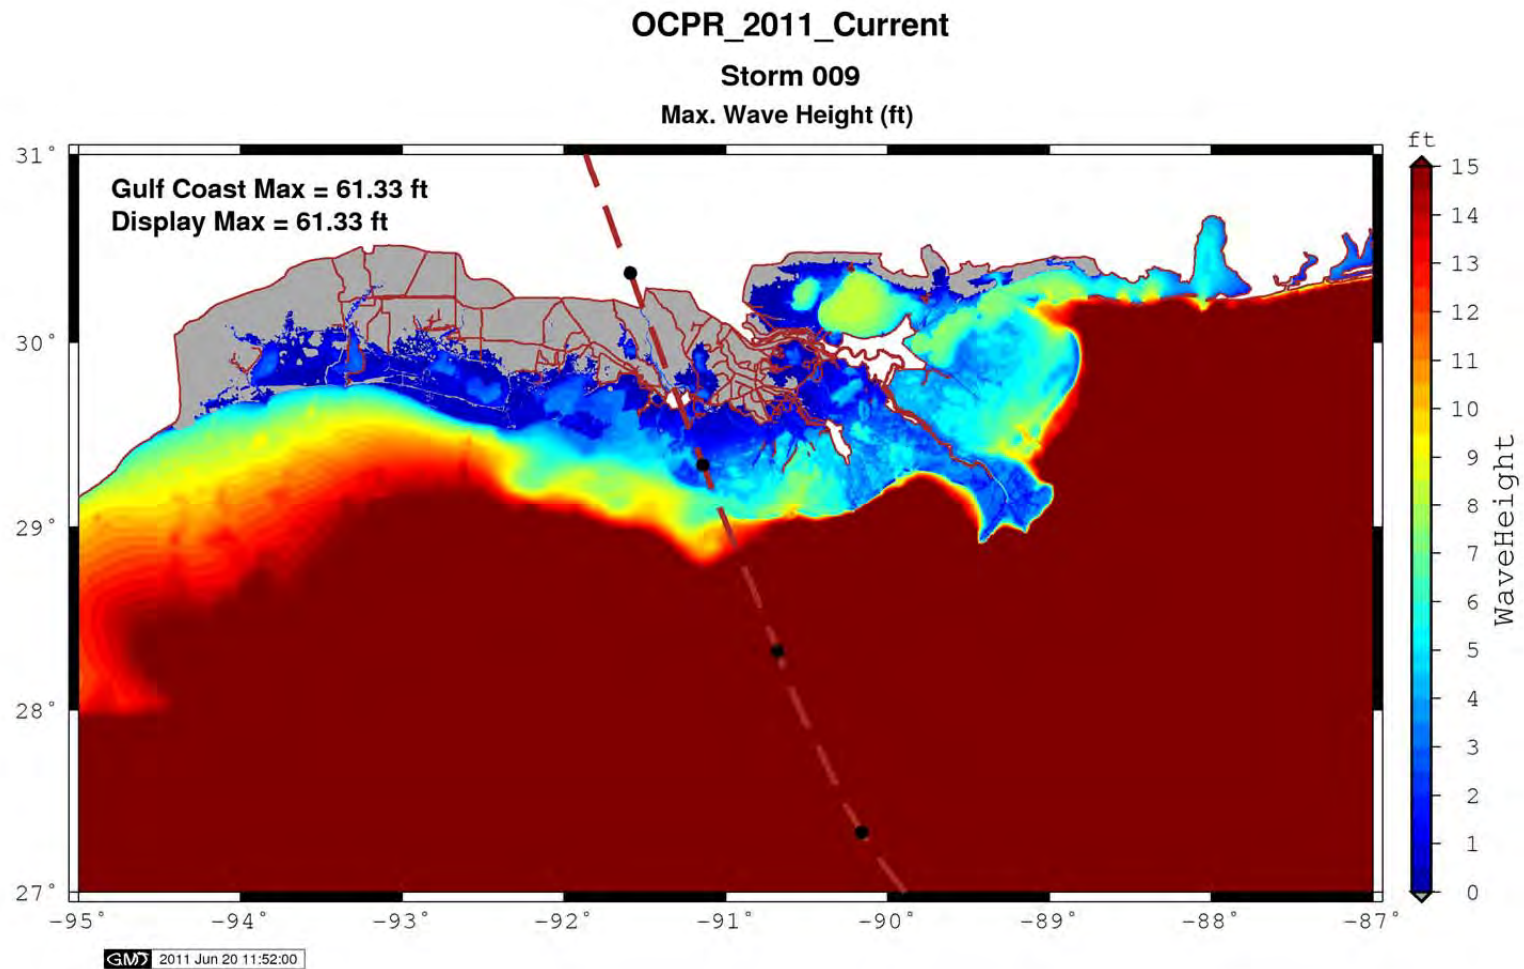 OCPR_2011_Current
Storm 009
Max. Wave Height (ft)
Gulf Coast Max = 61.33 ft
Display Max = 61.33 ft
31°
30°
29°
28°
27°
-95° -94° -93° -92° -91° -90° -89° -88° -87°
ft
15
14
13
12
11
10
9
8
7
6
5
4
3
2
1
0
WaveHeight
GMT 2011 Jun 20 11:52:00